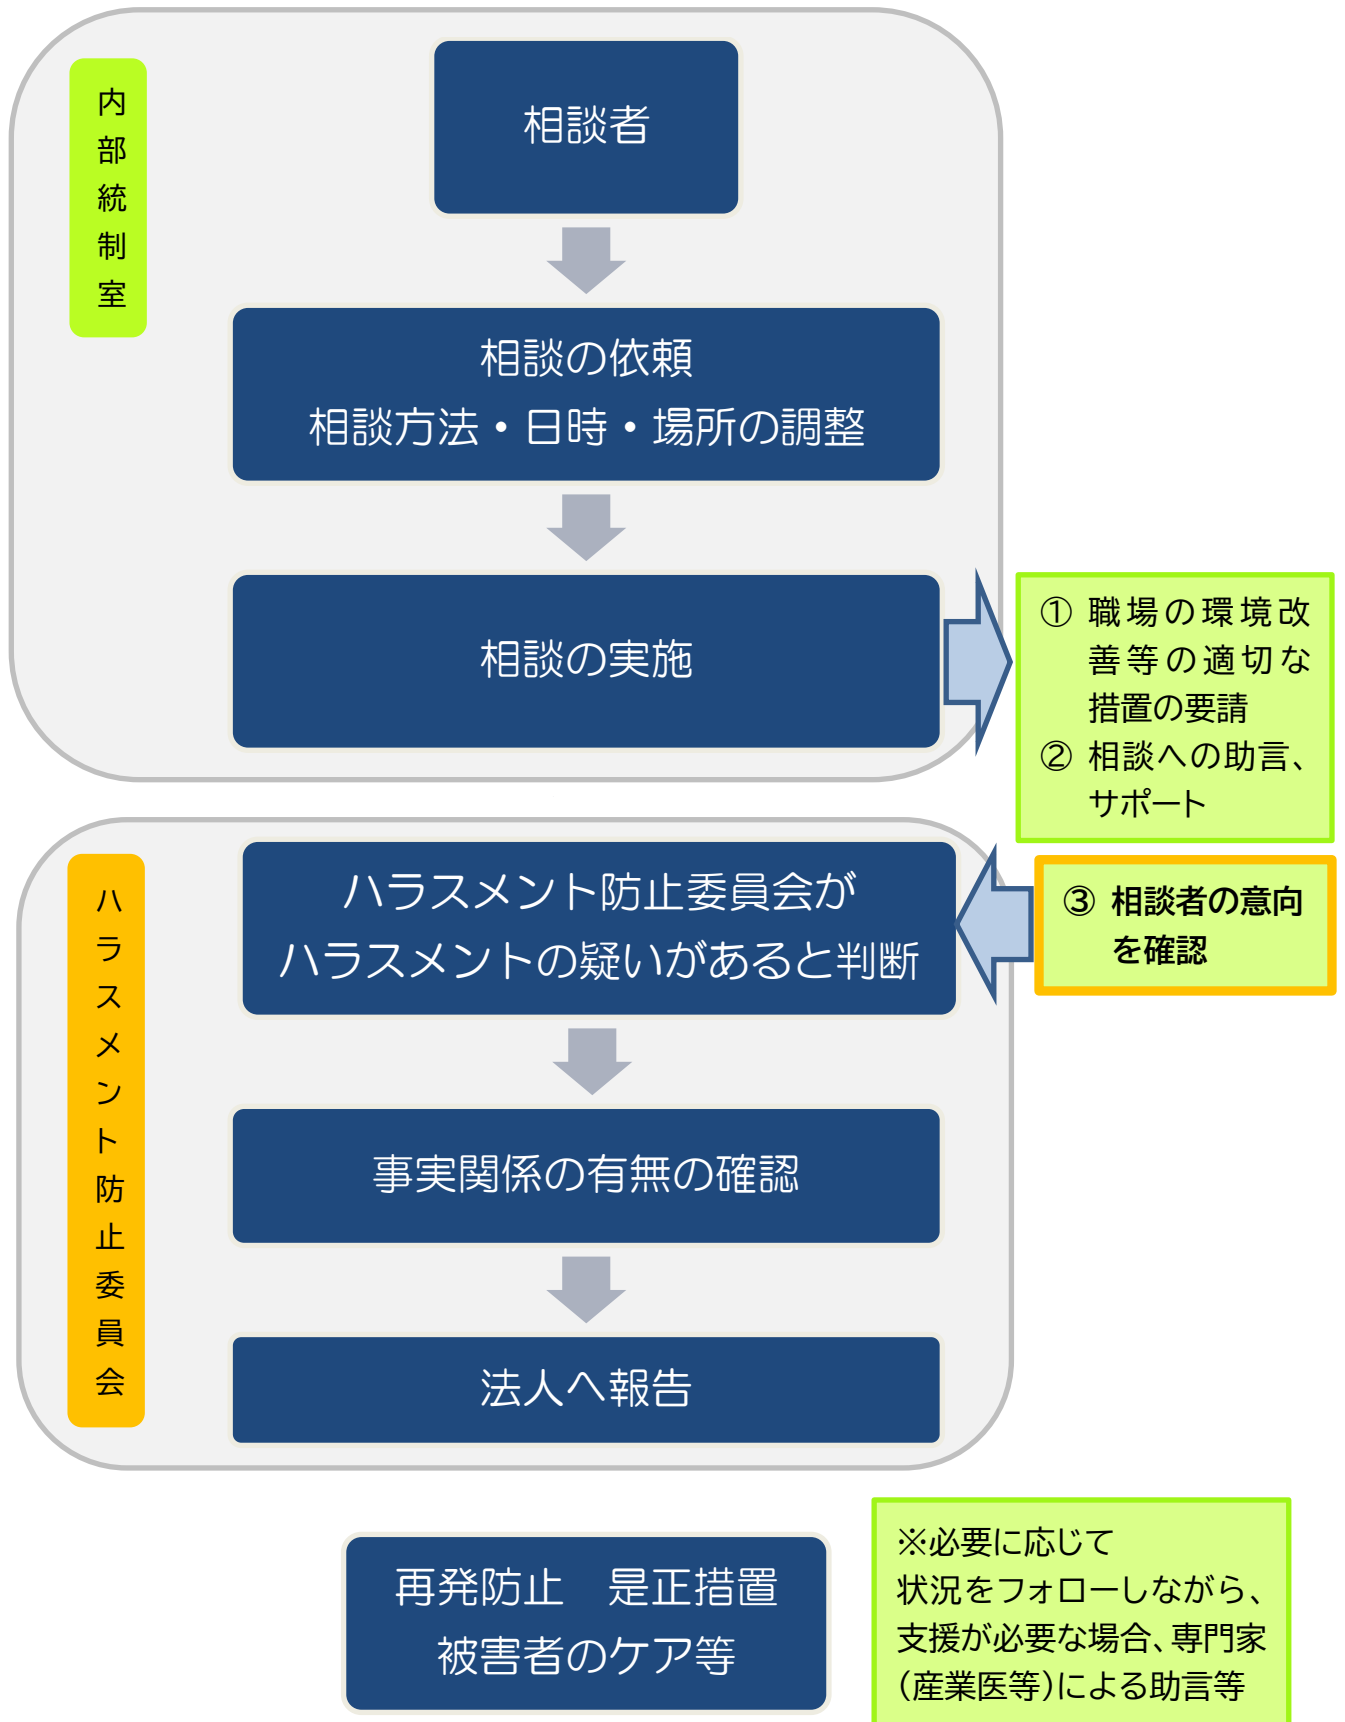 内部統制室
相談者
相談の依頼
相談方法・日時・場所の調整
相談の実施
① 職場の環境改
善等の適切な
措置の要請
② 相談への助言、
サポート
ハラスメント防止委員会
ハラスメント防止委員会が
ハラスメントの疑いがあると判断
③ 相談者の意向
を確認
事実関係の有無の確認
法人へ報告
再発防止　是正措置
被害者のケア等
※必要に応じて
状況をフォローしながら、
支援が必要な場合、専門家
(産業医等)による助言等